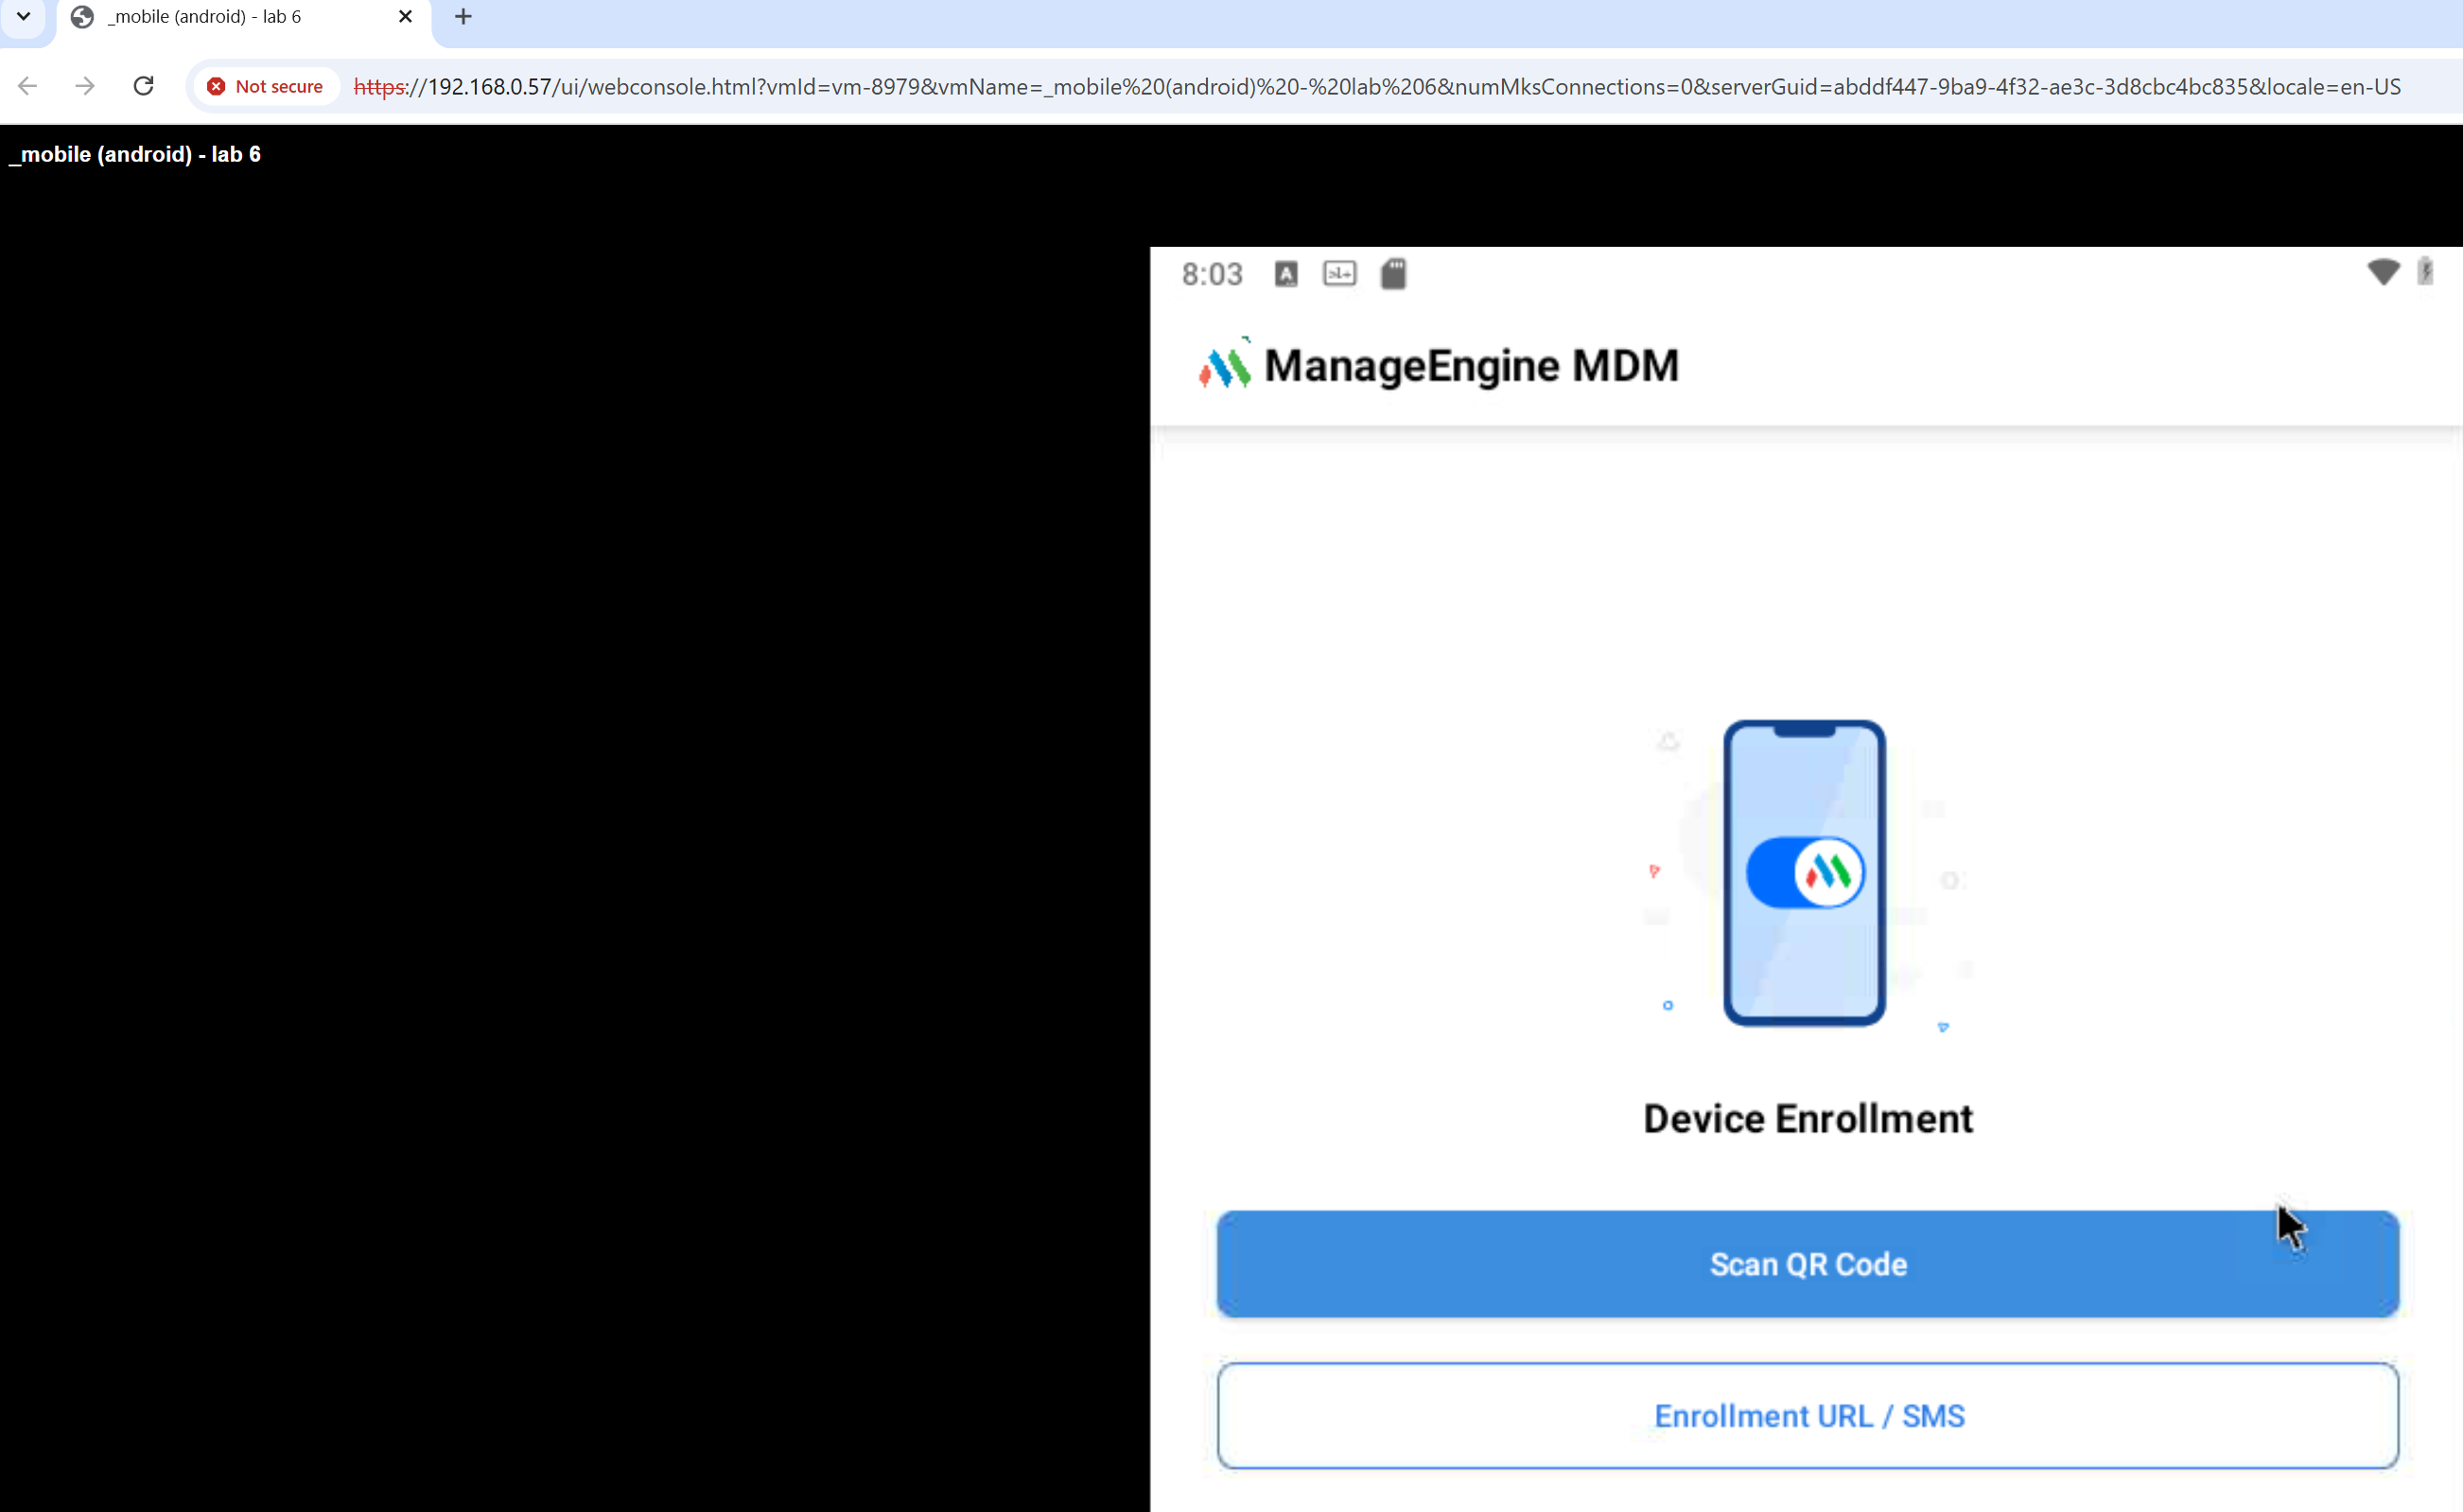 _mobile (android) - lab 6
Not secure https://192.168.0.57/ui/webconsole.html?vmId=vm-8979&vmName=_mobile%20(android)%20-%20lab%206&numMksConnections=0&serverGuid=abddf447-9ba9-4f32-ae3c-3d8cbc4bc835&locale=en-US
_mobile (android) - lab 6
8:03
ManageEngine MDM
Device Enrollment
Scan QR Code
Enrollment URL / SMS